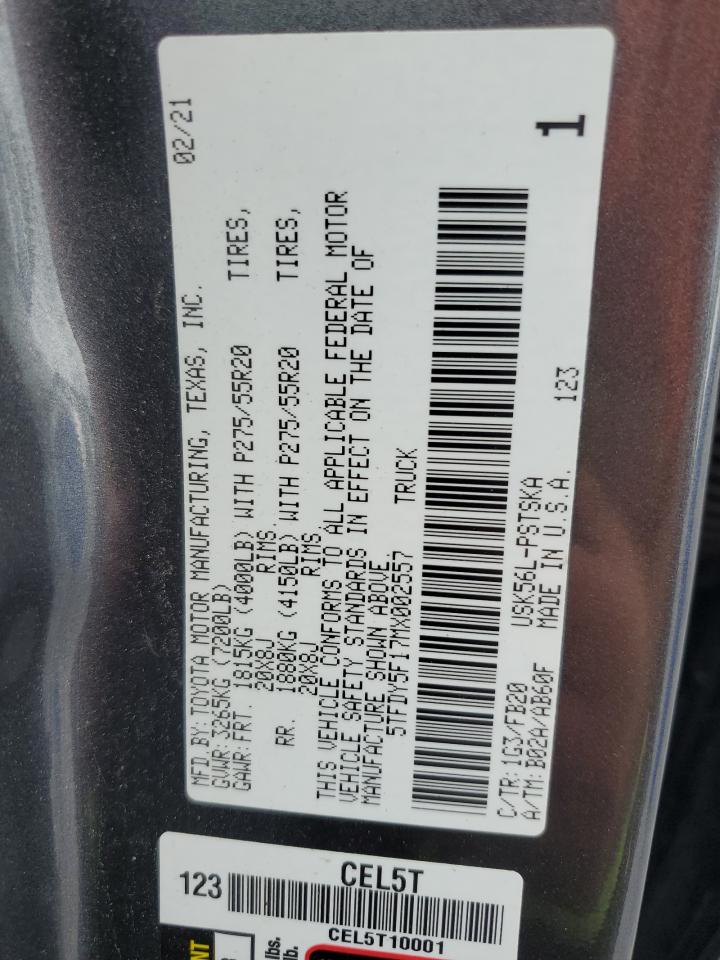 MFD BY: TOYOTA MOTOR MANUFACTURING, TEXAS, INC. 02/21
GVWR: 3265KG (7200LB)
GAWR: FRT. 1815KG (4000LB) WITH P275/55R20 TIRES,
20X8J RIMS,
RR. 1880KG (4150LB) WITH P275/55R20 TIRES,
20X8J RIMS.
THIS VEHICLE CONFORMS TO ALL APPLICABLE FEDERAL MOTOR
VEHICLE SAFETY STANDARDS IN EFFECT ON THE DATE OF
MANUFACTURE SHOWN ABOVE.
5TFDY5F17MX002557 TRUCK
1
C/TR: 1G3/FB20 USK56L-PSTSKA 123
A/TM: B02A/AB60F MADE IN U.S.A.
CEL5T
123
CEL5T10001
lbs.